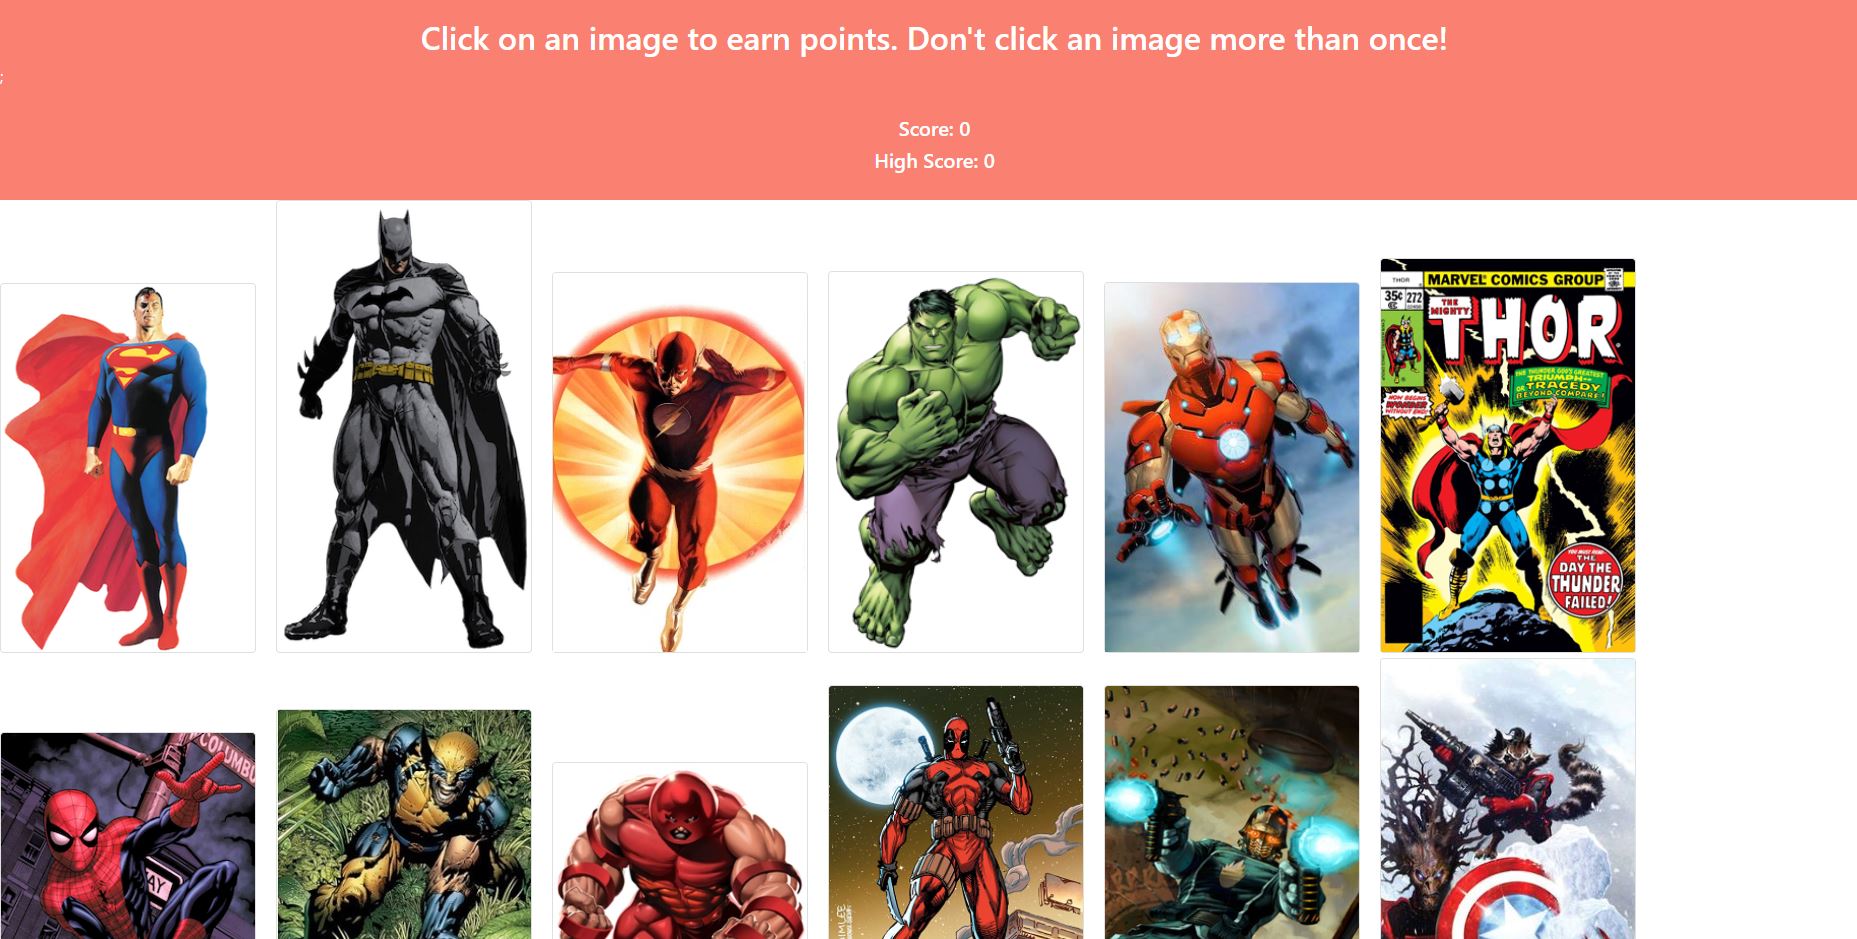 Click on an image to earn points. Don't click an image more than once!
;
Score: 0
High Score: 0
THOR
MARVEL COMICS GROUP
35¢ 272
THE MIGHTY
THOR
THE THUNDER GOD'S GREATEST
TRIUMPH--
OR TRAGEDY
BEYOND COMPARE!
NOW BEGINS
WONDER
WITHOUT END!
YOU MUST READ--
THE
DAY THE
THUNDER
FAILED!
COLUMBU
WAY